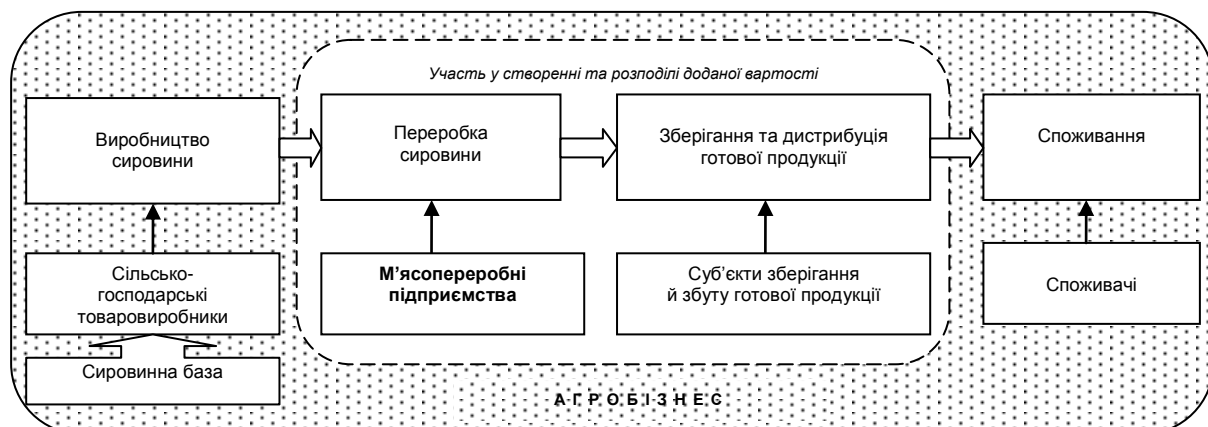 Участь у створенні та розподілі доданої вартості
Виробництво
сировини
Переробка
сировини
Зберігання та дистрибуція
готової продукції
Споживання
Сільсько-
господарські
товаровиробники
М’ясопереробні
підприємства
Суб’єкти зберігання
й збуту готової продукції
Споживачі
Сировинна база
АГРОБІЗНЕС